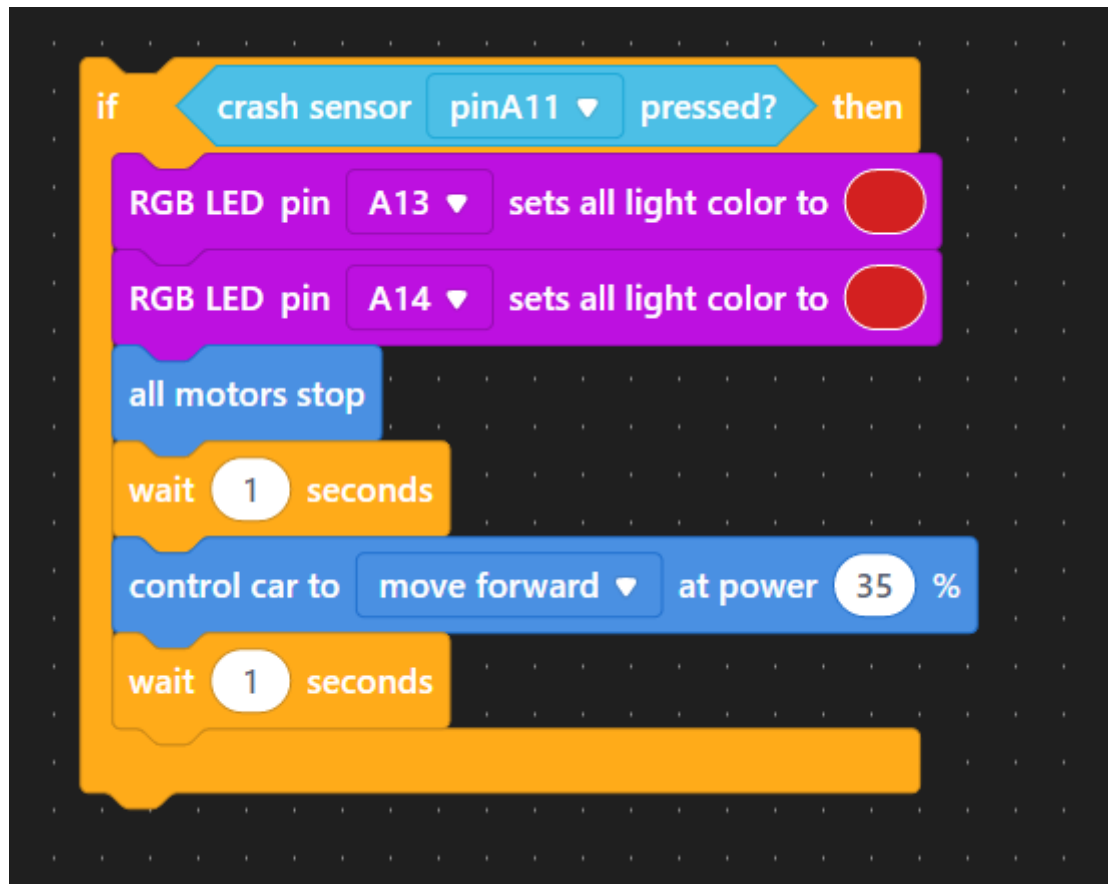 if crash sensor pinA11 pressed? then
RGB LED pin A13 sets all light color to
RGB LED pin A14 sets all light color to
all motors stop
wait 1 seconds
control car to move forward at power 35 %
wait 1 seconds